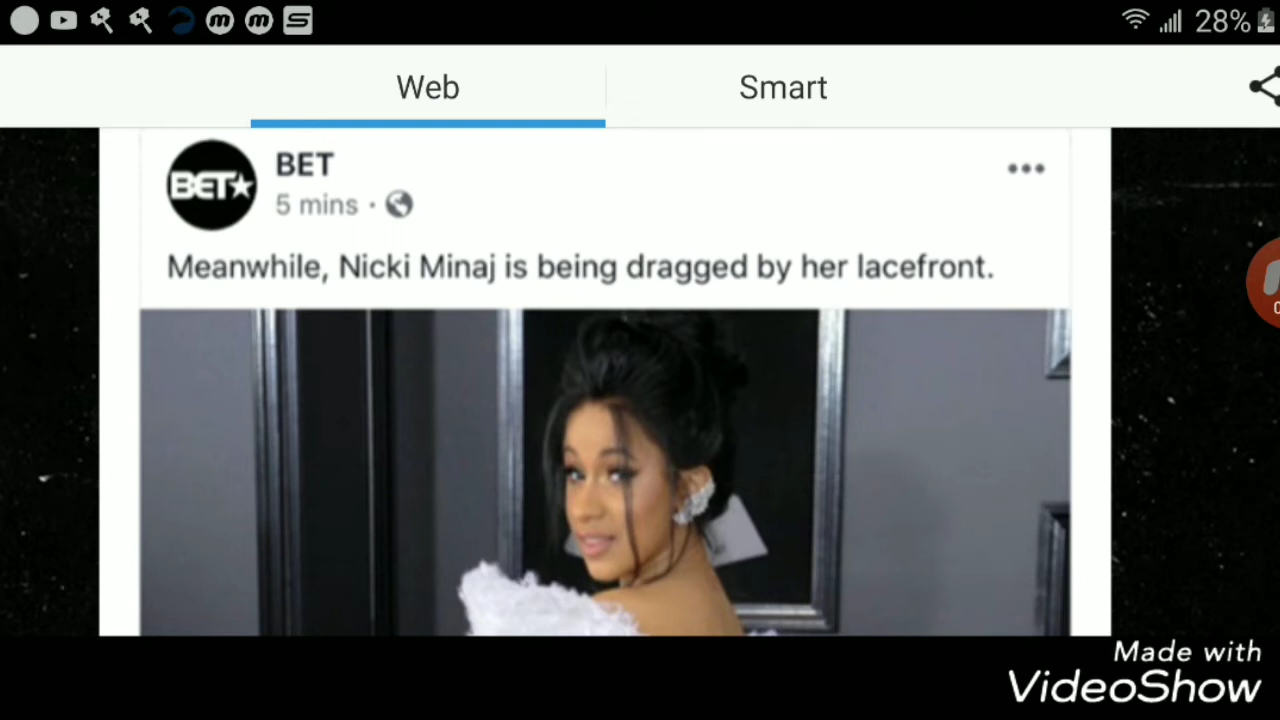 28%
Web Smart
BET★
BET
5 mins ·
Meanwhile, Nicki Minaj is being dragged by her lacefront.
Made with
VideoShow